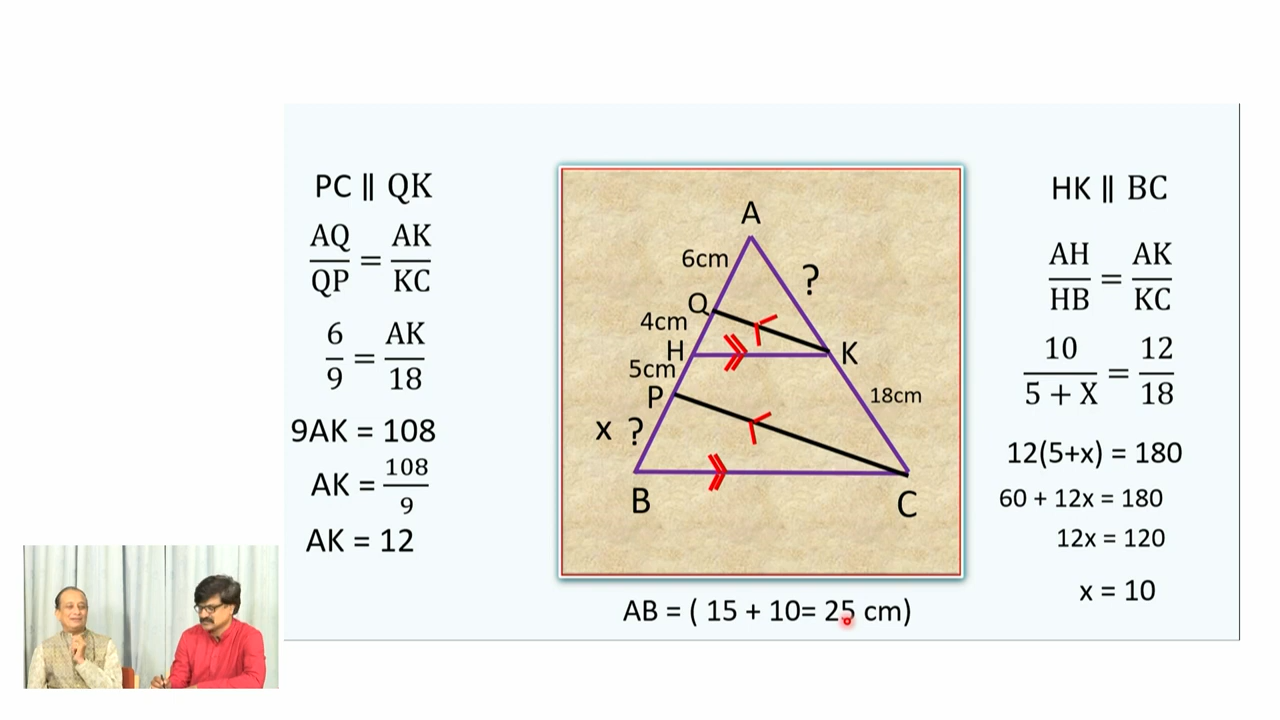 PC ∥ QK
AQ/QP = AK/KC
6/9 = AK/18
9AK = 108
AK = 108/9
AK = 12
A
6cm
?
Q
4cm
H
K
5cm
P
18cm
x ?
B
C
AB = ( 15 + 10= 25 cm)
HK ∥ BC
AH/HB = AK/KC
10/5 + X = 12/18
12(5+x) = 180
60 + 12x = 180
12x = 120
x = 10